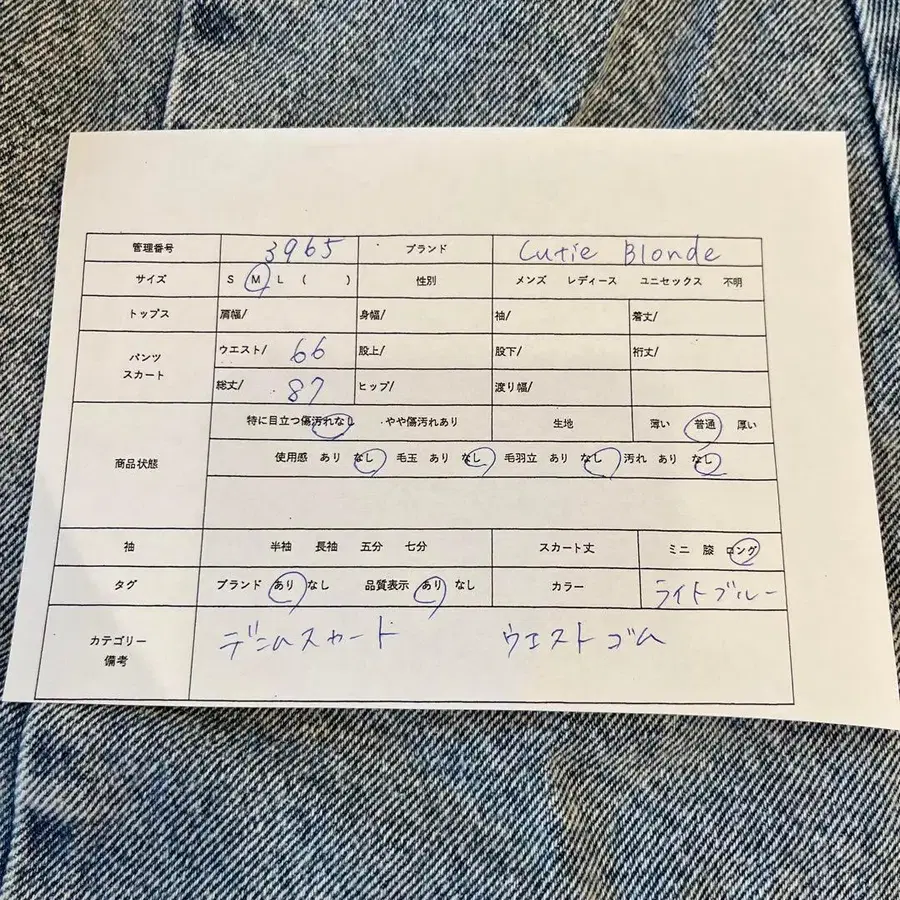 管理番号 3965 ブランド Cutie Blonde
サイズ S M L ( ) 性別 メンズ レディース ユニセックス 不明
トップス 肩幅/ 身幅/ 袖/ 着丈/
パンツ スカート ウエスト/ 66 股上/ 股下/ 裄丈/
総丈/ 87 ヒップ/ 渡り幅/
商品状態 特に目立つ傷汚れなし ・やや傷汚れあり 生地 薄い 普通 厚い
使用感 あり なし 毛玉 あり なし 毛羽立 あり なし 汚れ あり なし
袖 半袖 長袖 五分 七分 スカート丈 ミニ 膝 ロング
タグ ブランド あり なし 品質表示 あり なし カラー ライトブルー
カテゴリー 備考 デニムスカート ウエストゴム